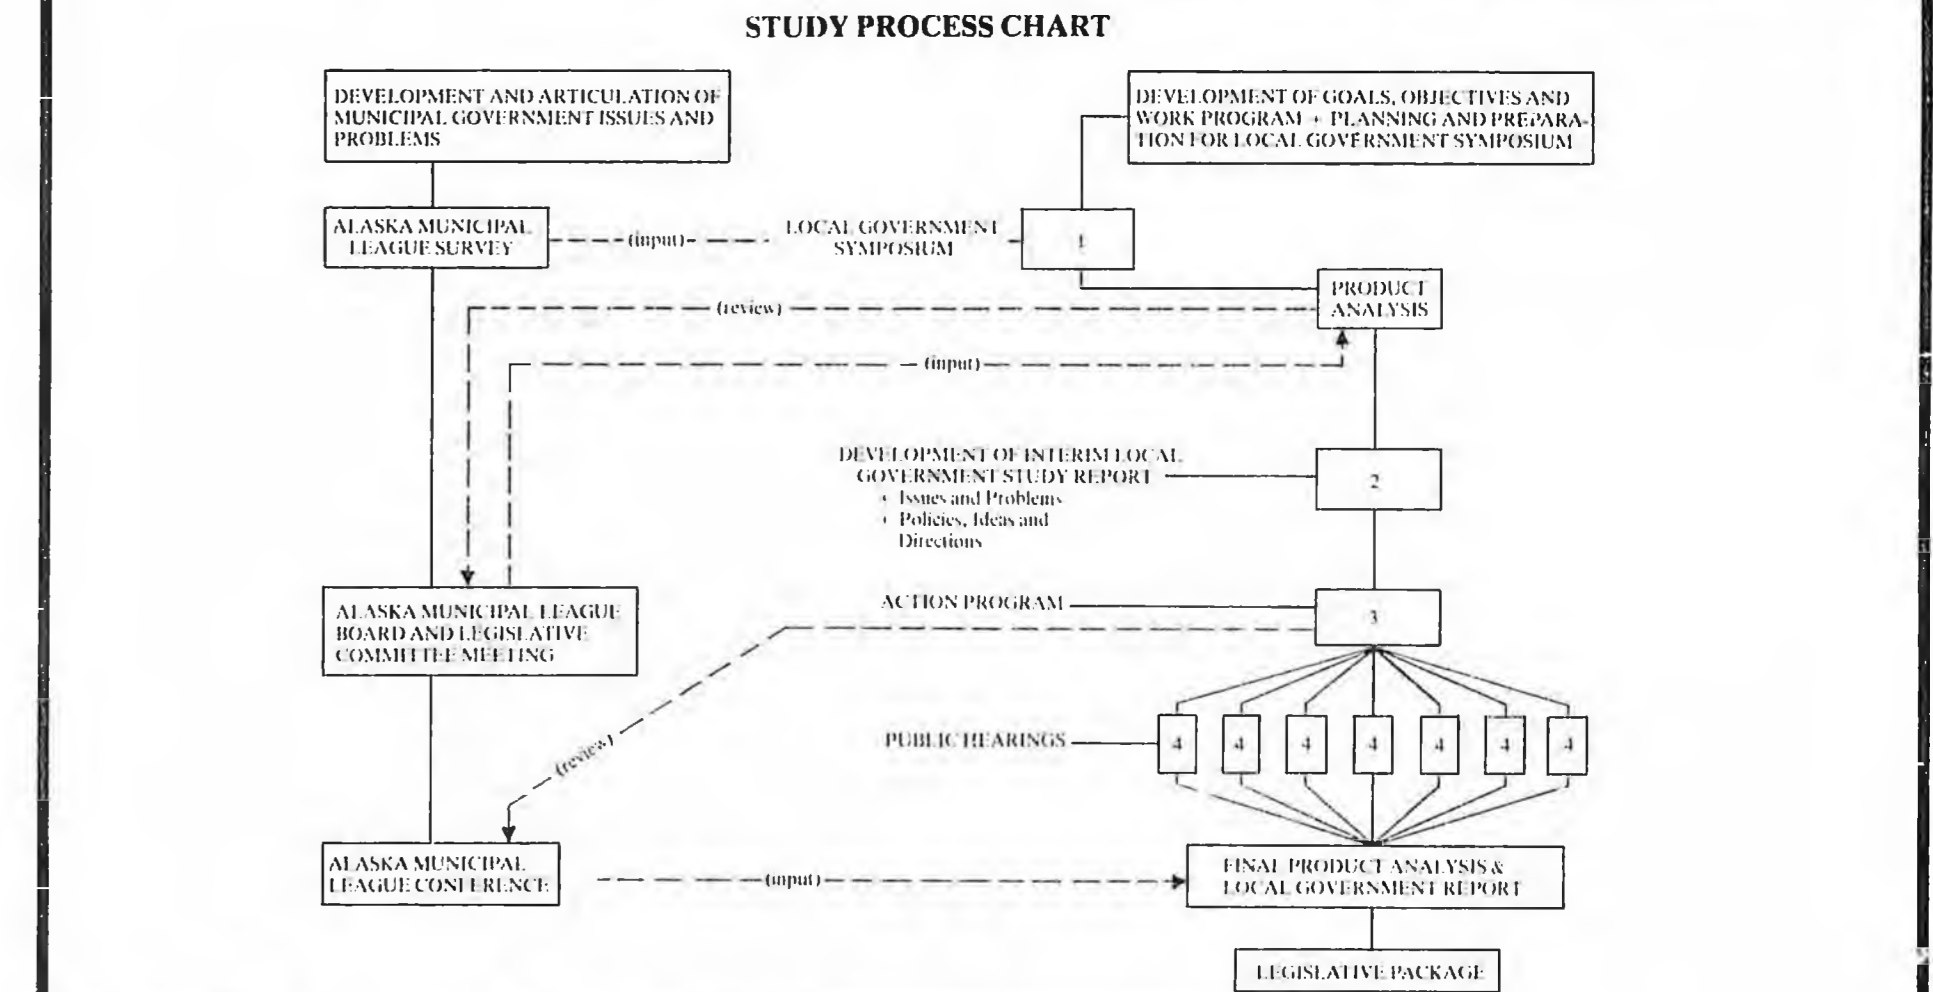 STUDY PROCESS CHART
DEVELOPMENT AND ARTICULATION OF
MUNICIPAL GOVERNMENT ISSUES AND
PROBLEMS
DEVELOPMENT OF GOALS, OBJECTIVES AND
WORK PROGRAM + PLANNING AND PREPARA-
TION FOR LOCAL GOVERNMENT SYMPOSIUM
ALASKA MUNICIPAL
LEAGUE SURVEY
(input)
LOCAL GOVERNMENT
SYMPOSIUM
1
PRODUCT
ANALYSIS
(review)
(input)
DEVELOPMENT OF INTERIM LOCAL
GOVERNMENT STUDY REPORT
+ Issues and Problems
+ Policies, Ideas and
Directions
2
ALASKA MUNICIPAL LEAGUE
BOARD AND LEGISLATIVE
COMMITTEE MEETING
ACTION PROGRAM
3
(review)
PUBLIC HEARINGS
4 4 4 4 4 4 4
ALASKA MUNICIPAL
LEAGUE CONFERENCE
(input)
FINAL PRODUCT ANALYSIS &
LOCAL GOVERNMENT REPORT
LEGISLATIVE PACKAGE